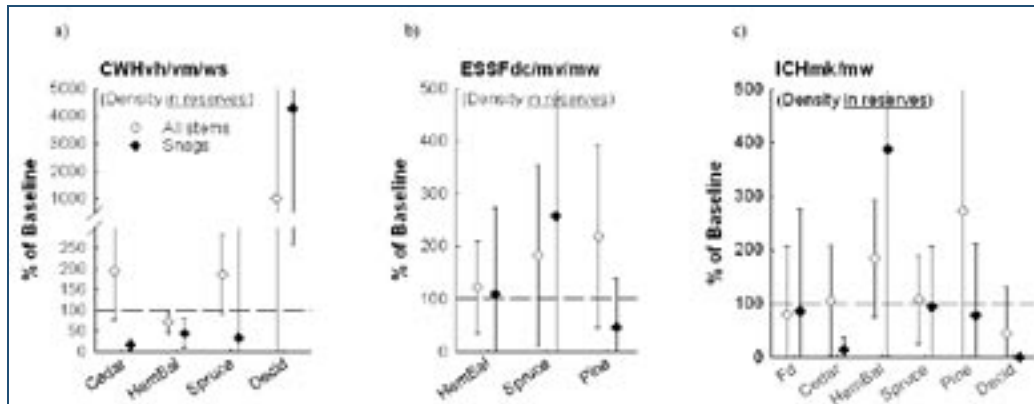 a)
CWHvh/vm/ws
(Density in reserves)
All stems
Snags
% of Baseline
5000
4000
3000
2000
1000
250
200
150
100
50
0
Cedar
HemBal
Spruce
Decid
b)
ESSFdc/mv/mw
(Density in reserves)
% of Baseline
500
400
300
200
100
0
HemBal
Spruce
Pine
c)
ICHmk/mw
(Density In reserves)
% of Baseline
500
400
300
200
100
0
Fd
Cedar
HemBal
Spruce
Pine
Decid